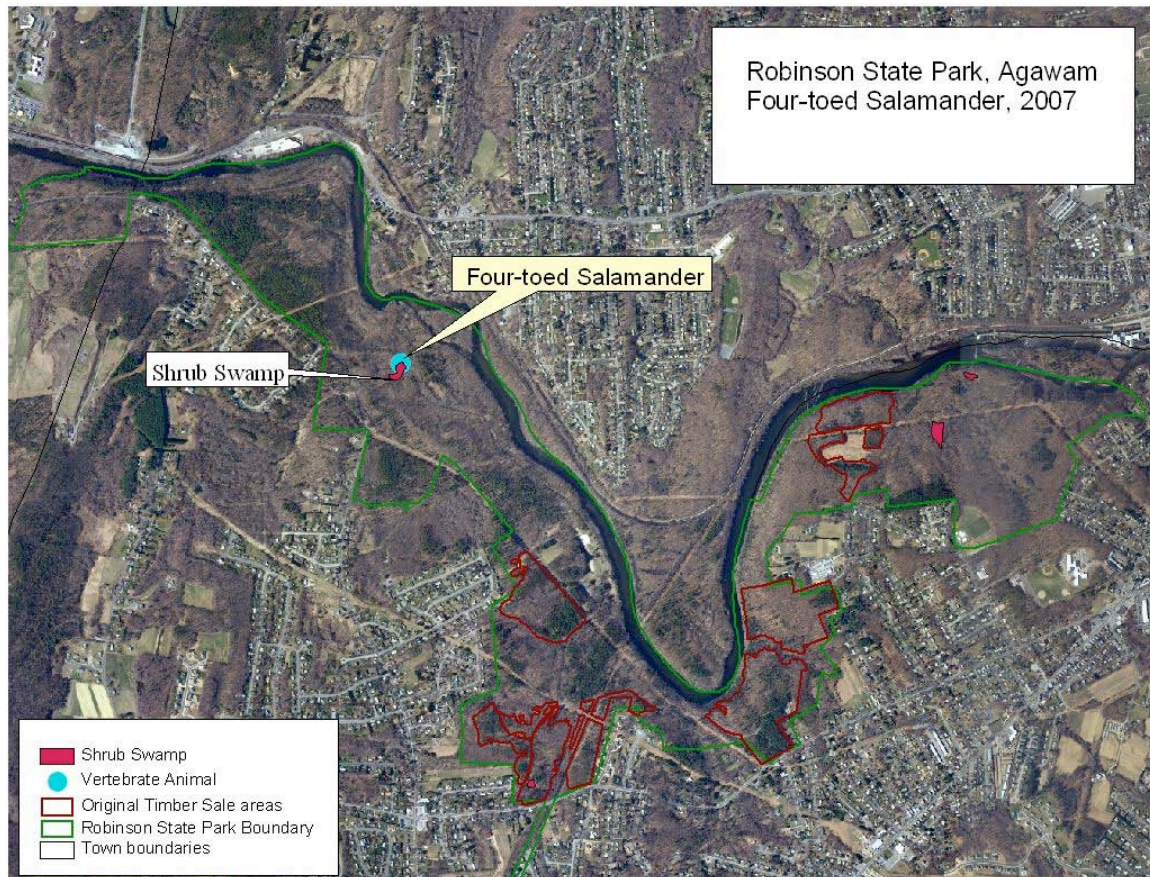 Robinson State Park, Agawam
Four-toed Salamander, 2007
Four-toed Salamander
Shrub Swamp
Shrub Swamp
Vertebrate Animal
Original Timber Sale areas
Robinson State Park Boundary
Town boundaries